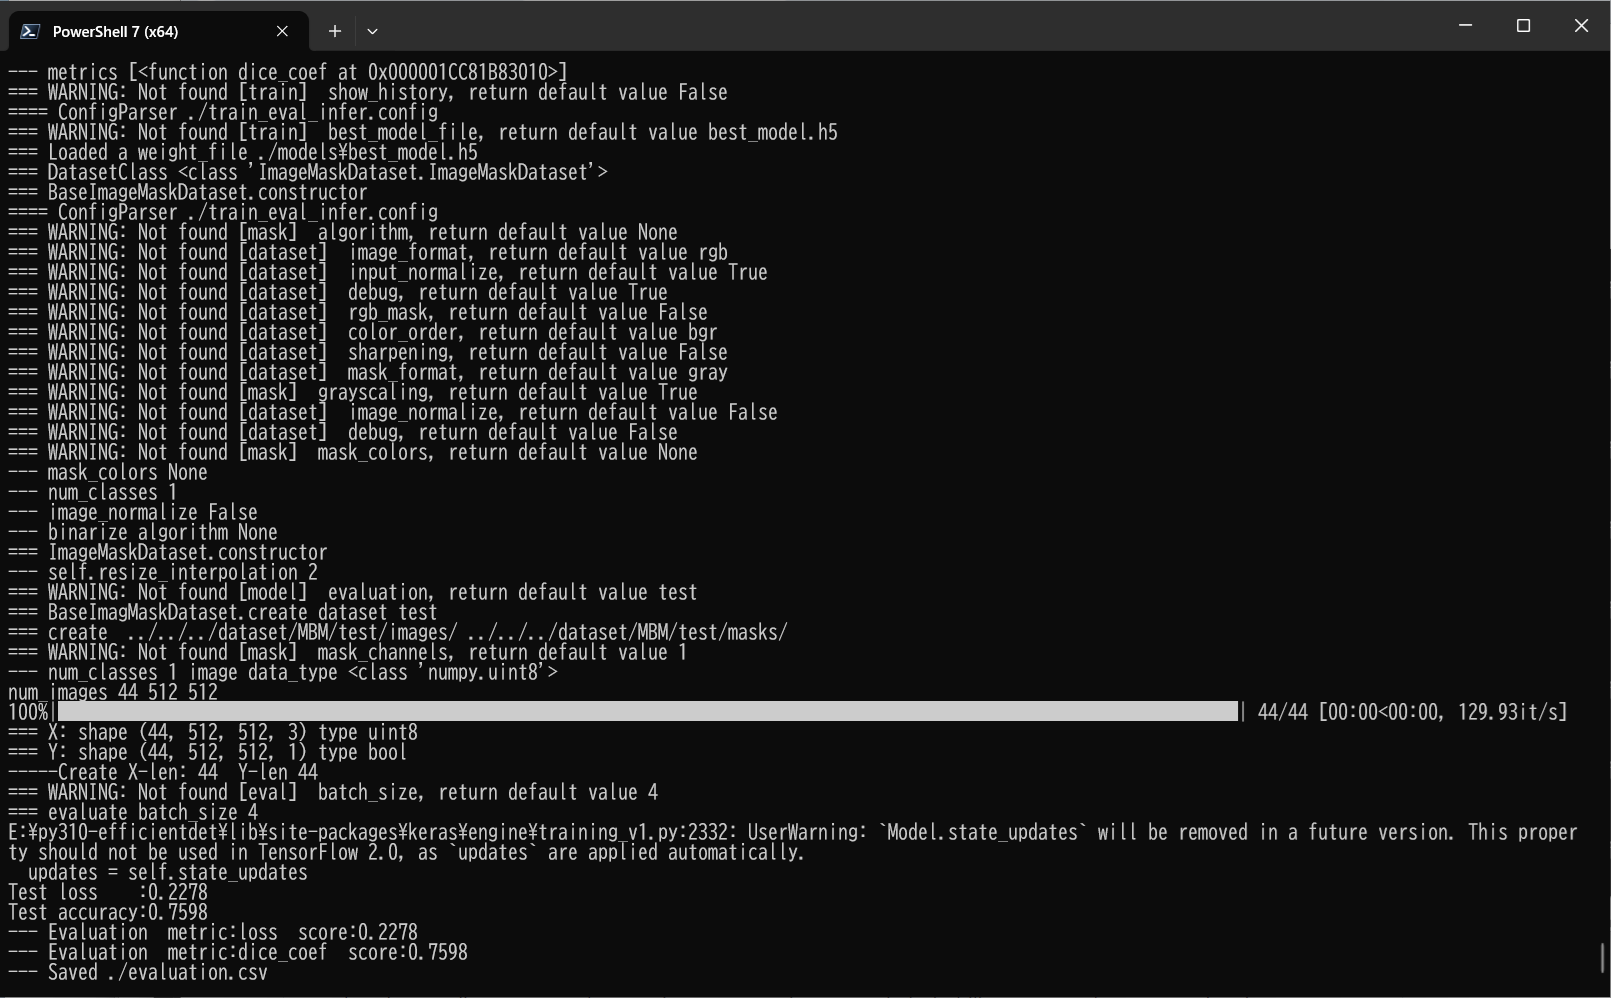 PowerShell 7 (x64)
--- metrics [<function dice_coef at 0x000001CC81B83010>]
=== WARNING: Not found [train]  show_history, return default value False
==== ConfigParser ./train_eval_infer.config
=== WARNING: Not found [train]  best_model_file, return default value best_model.h5
=== Loaded a weight_file ./models¥best_model.h5
=== DatasetClass <class 'ImageMaskDataset.ImageMaskDataset'>
=== BaseImageMaskDataset.constructor
==== ConfigParser ./train_eval_infer.config
=== WARNING: Not found [mask]  algorithm, return default value None
=== WARNING: Not found [dataset]  image_format, return default value rgb
=== WARNING: Not found [dataset]  input_normalize, return default value True
=== WARNING: Not found [dataset]  debug, return default value True
=== WARNING: Not found [dataset]  rgb_mask, return default value False
=== WARNING: Not found [dataset]  color_order, return default value bgr
=== WARNING: Not found [dataset]  sharpening, return default value False
=== WARNING: Not found [dataset]  mask_format, return default value gray
=== WARNING: Not found [mask]  grayscaling, return default value True
=== WARNING: Not found [dataset]  image_normalize, return default value False
=== WARNING: Not found [dataset]  debug, return default value False
=== WARNING: Not found [mask]  mask_colors, return default value None
--- mask_colors None
--- num_classes 1
--- image_normalize False
--- binarize algorithm None
=== ImageMaskDataset.constructor
--- self.resize_interpolation 2
=== WARNING: Not found [model]  evaluation, return default value test
=== BaseImagMaskDataset.create dataset test
=== create  ../../../dataset/MBM/test/images/ ../../../dataset/MBM/test/masks/
=== WARNING: Not found [mask]  mask_channels, return default value 1
--- num_classes 1 image data_type <class 'numpy.uint8'>
num_images 44 512 512
100%| | 44/44 [00:00<00:00, 129.93it/s]
=== X: shape (44, 512, 512, 3) type uint8
=== Y: shape (44, 512, 512, 1) type bool
-----Create X-len: 44  Y-len 44
=== WARNING: Not found [eval]  batch_size, return default value 4
=== evaluate batch_size 4
E:¥py310-efficientdet¥lib¥site-packages¥keras¥engine¥training_v1.py:2332: UserWarning: `Model.state_updates` will be removed in a future version. This proper
ty should not be used in TensorFlow 2.0, as `updates` are applied automatically.
  updates = self.state_updates
Test loss    :0.2278
Test accuracy:0.7598
--- Evaluation  metric:loss  score:0.2278
--- Evaluation  metric:dice_coef  score:0.7598
--- Saved ./evaluation.csv